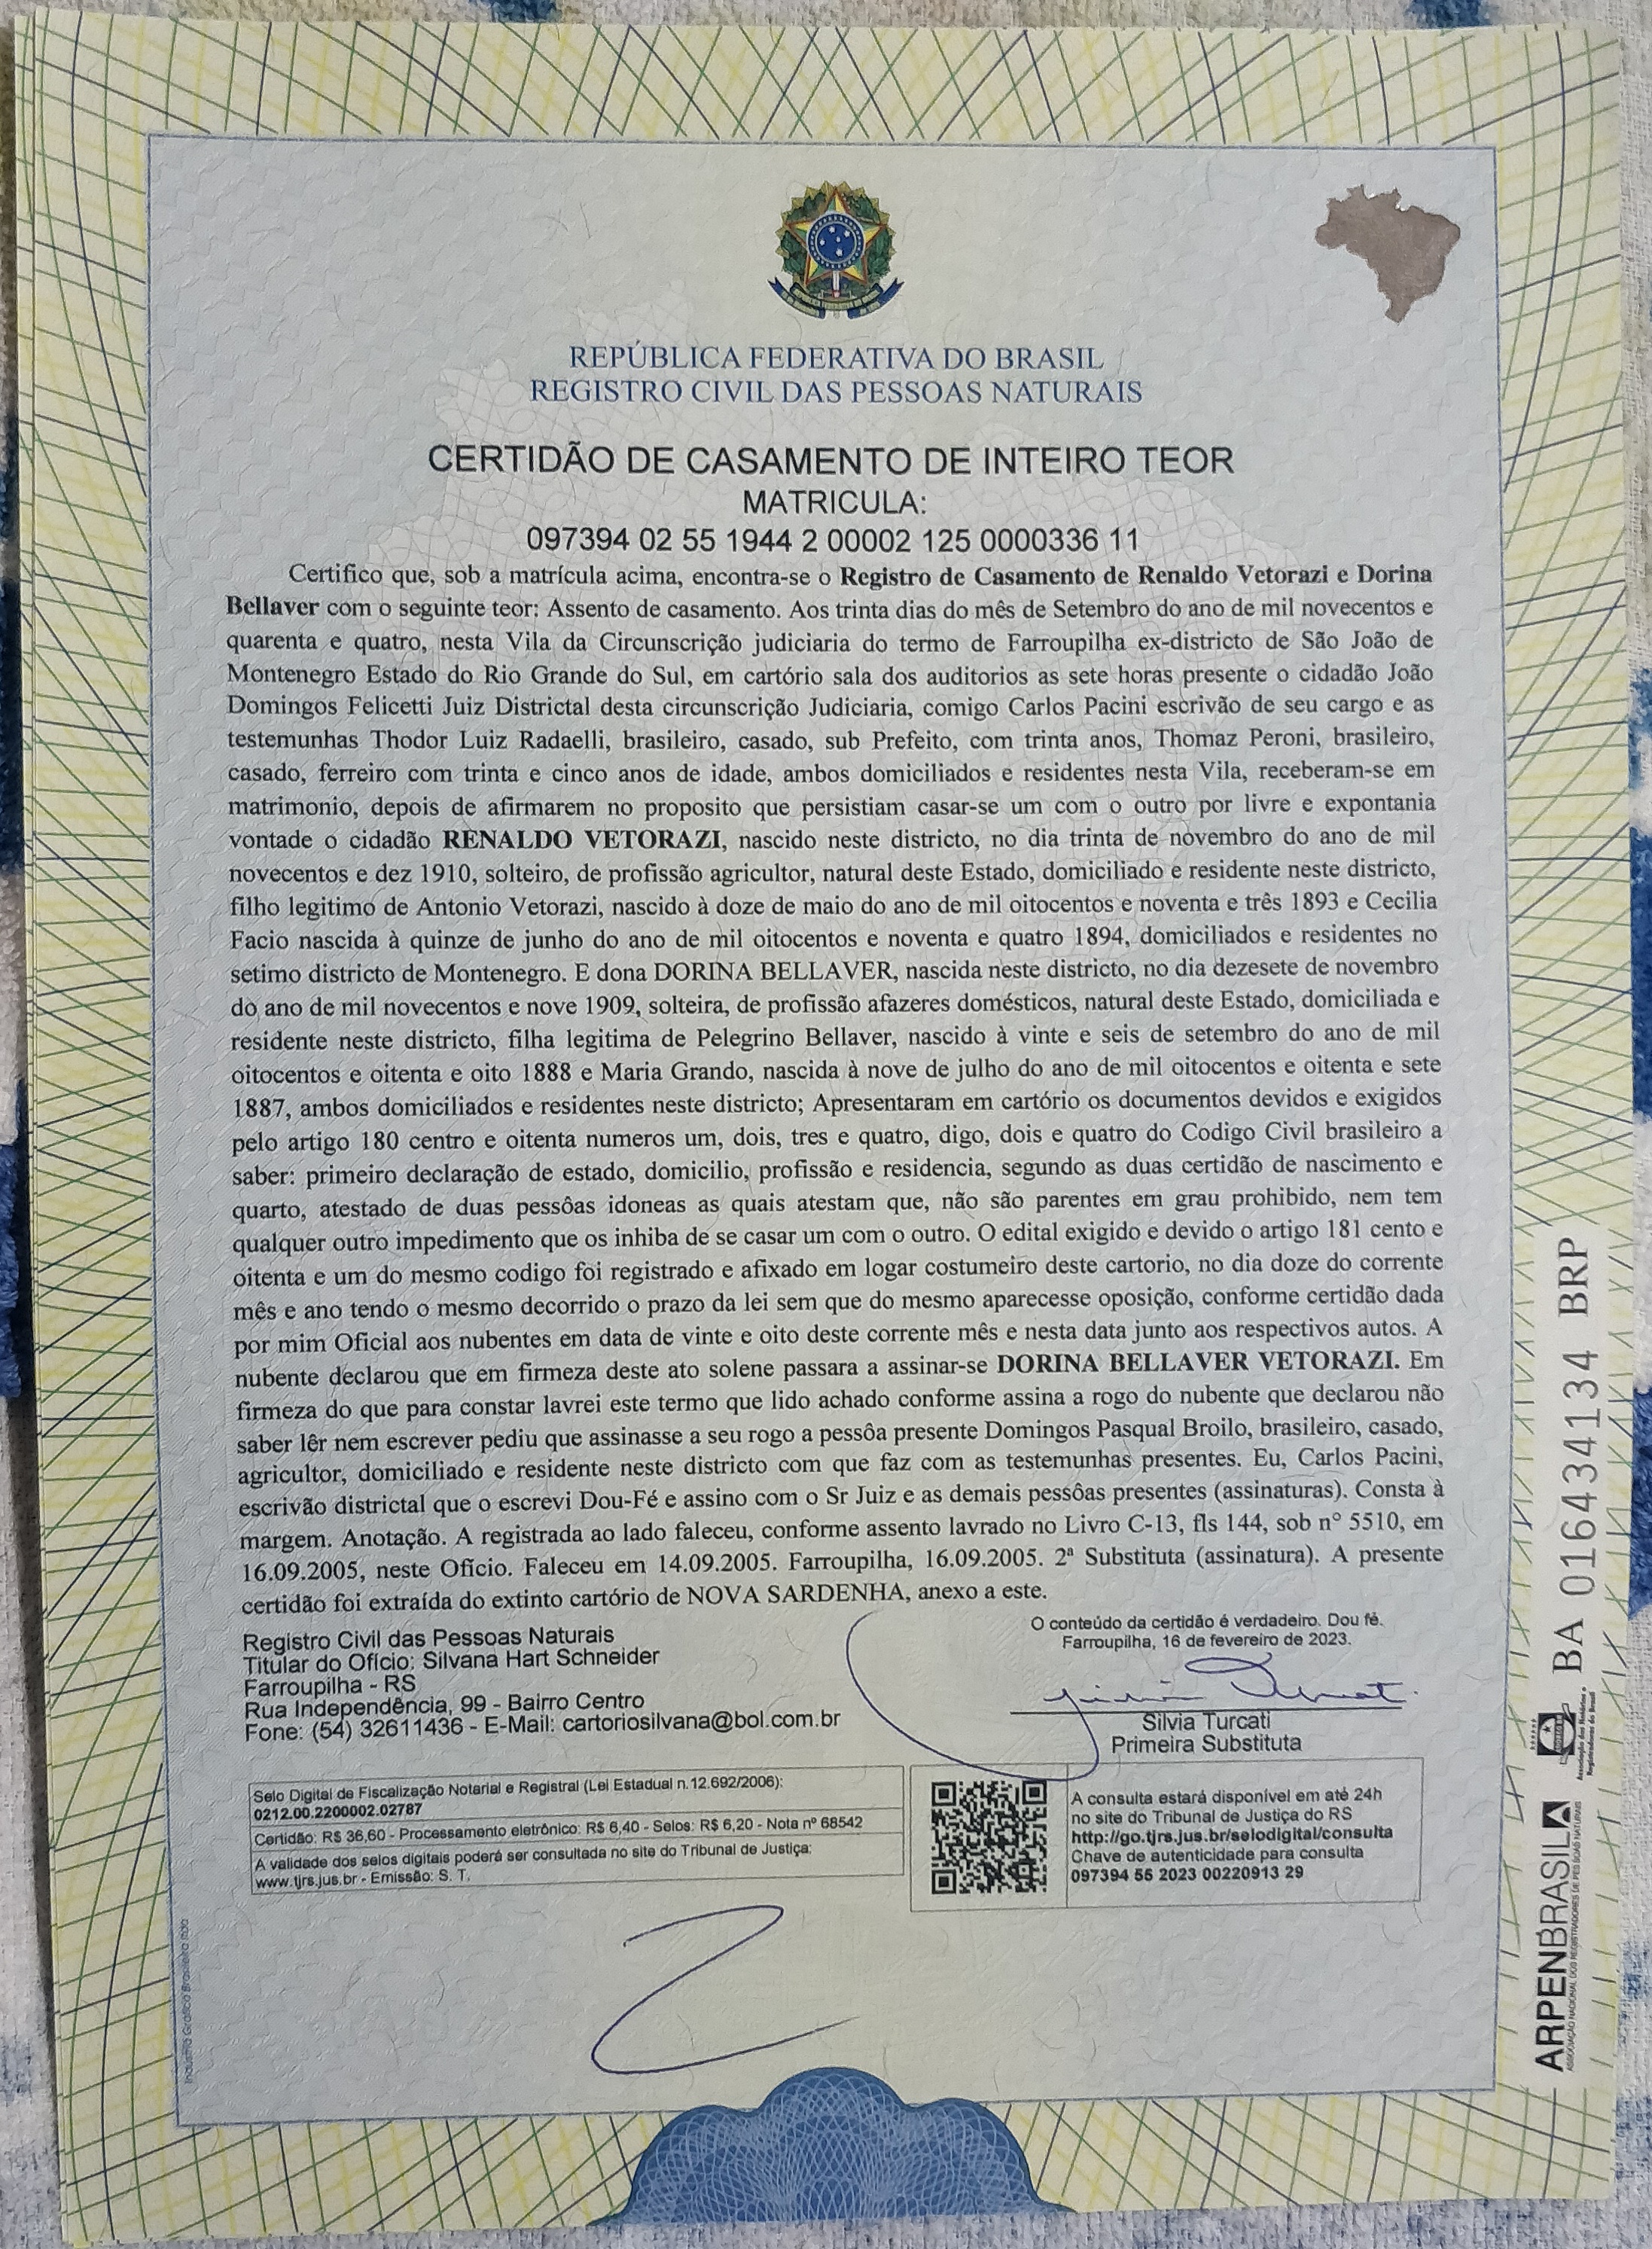 REPÚBLICA FEDERATIVA DO BRASIL
REGISTRO CIVIL DAS PESSOAS NATURAIS
CERTIDÃO DE CASAMENTO DE INTEIRO TEOR
MATRICULA:
097394 02 55 1944 2 00002 125 0000336 11
Certifico que, sob a matrícula acima, encontra-se o Registro de Casamento de Renaldo Vetorazi e Dorina
Bellaver com o seguinte teor: Assento de casamento. Aos trinta dias do mês de Setembro do ano de mil novecentos e
quarenta e quatro, nesta Vila da Circunscrição judiciaria do termo de Farroupilha ex-districto de São João de
Montenegro Estado do Rio Grande do Sul, em cartório sala dos auditorios as sete horas presente o cidadão João
Domingos Felicetti Juiz Districtal desta circunscrição Judiciaria, comigo Carlos Pacini escrivão de seu cargo e as
testemunhas Thodor Luiz Radaelli, brasileiro, casado, sub Prefeito, com trinta anos, Thomaz Peroni, brasileiro,
casado, ferreiro com trinta e cinco anos de idade, ambos domiciliados e residentes nesta Vila, receberam-se em
matrimonio, depois de afirmarem no proposito que persistiam casar-se um com o outro por livre e expontania
vontade o cidadão RENALDO VETORAZI, nascido neste districto, no dia trinta de novembro do ano de mil
novecentos e dez 1910, solteiro, de profissão agricultor, natural deste Estado, domiciliado e residente neste districto,
filho legitimo de Antonio Vetorazi, nascido à doze de maio do ano de mil oitocentos e noventa e três 1893 e Cecilia
Facio nascida à quinze de junho do ano de mil oitocentos e noventa e quatro 1894, domiciliados e residentes no
setimo districto de Montenegro. E dona DORINA BELLAVER, nascida neste districto, no dia dezesete de novembro
do ano de mil novecentos e nove 1909, solteira, de profissão afazeres domésticos, natural deste Estado, domiciliada e
residente neste districto, filha legitima de Pelegrino Bellaver, nascido à vinte e seis de setembro do ano de mil
oitocentos e oitenta e oito 1888 e Maria Grando, nascida à nove de julho do ano de mil oitocentos e oitenta e sete
1887, ambos domiciliados e residentes neste districto; Apresentaram em cartório os documentos devidos e exigidos
pelo artigo 180 centro e oitenta numeros um, dois, tres e quatro, digo, dois e quatro do Codigo Civil brasileiro a
saber: primeiro declaração de estado, domicilio, profissão e residencia, segundo as duas certidão de nascimento e
quarto, atestado de duas pessôas idoneas as quais atestam que, não são parentes em grau prohibido, nem tem
qualquer outro impedimento que os inhiba de se casar um com o outro. O edital exigido e devido o artigo 181 cento e
oitenta e um do mesmo codigo foi registrado e afixado em logar costumeiro deste cartorio, no dia doze do corrente
mês e ano tendo o mesmo decorrido o prazo da lei sem que do mesmo aparecesse oposição, conforme certidão dada
por mim Oficial aos nubentes em data de vinte e oito deste corrente mês e nesta data junto aos respectivos autos. A
nubente declarou que em firmeza deste ato solene passara a assinar-se DORINA BELLAVER VETORAZI. Em
firmeza do que para constar lavrei este termo que lido achado conforme assina a rogo do nubente que declarou não
saber lêr nem escrever pediu que assinasse a seu rogo a pessôa presente Domingos Pasqual Broilo, brasileiro, casado,
agricultor, domiciliado e residente neste districto com que faz com as testemunhas presentes. Eu, Carlos Pacini,
escrivão districtal que o escrevi Dou-Fé e assino com o Sr Juiz e as demais pessôas presentes (assinaturas). Consta à
margem. Anotação. A registrada ao lado faleceu, conforme assento lavrado no Livro C-13, fls 144, sob n° 5510, em
16.09.2005, neste Ofício. Faleceu em 14.09.2005. Farroupilha, 16.09.2005. 2ª Substituta (assinatura). A presente
certidão foi extraída do extinto cartório de NOVA SARDENHA, anexo a este.
Registro Civil das Pessoas Naturais
Titular do Ofício: Silvana Hart Schneider
Farroupilha - RS
Rua Independência, 99 - Bairro Centro
Fone: (54) 32611436 - E-Mail: cartoriosilvana@bol.com.br
O conteúdo da certidão é verdadeiro. Dou fé.
Farroupilha, 16 de fevereiro de 2023.
Silvia Turcati
Primeira Substituta
Selo Digital de Fiscalização Notarial e Registral (Lei Estadual n.12.692/2006):
0212.00.2200002.02787
Certidão: R$ 36,60 - Processamento eletrônico: R$ 6,40 - Selos: R$ 6,20 - Nota nº 68542
A validade dos selos digitais poderá ser consultada no site do Tribunal de Justiça:
www.tjrs.jus.br - Emissão: S. T.
A consulta estará disponível em até 24h
no site do Tribunal de Justiça do RS
http://go.tjrs.jus.br/selodigital/consulta
Chave de autenticidade para consulta
097394 55 2023 00220913 29
BA 016434134 BRP
ARPENBRASIL
ASSOCIAÇÃO NACIONAL DOS REGISTRADORES DE PESSOAS NATURAIS